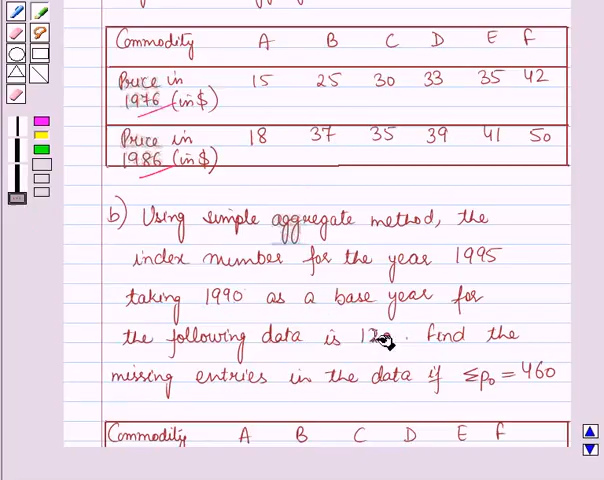 Commodity A B C D E F
Price in 15 25 30 33 35 42
1976 (in $)
Price in 18 37 35 39 41 50
1986 (in $)
b) Using simple aggregate method, the
index number for the year 1995
taking 1990 as a base year for
the following data is . Find the
missing entries in the data if Σp₀ = 460
Commodity A B C D E F